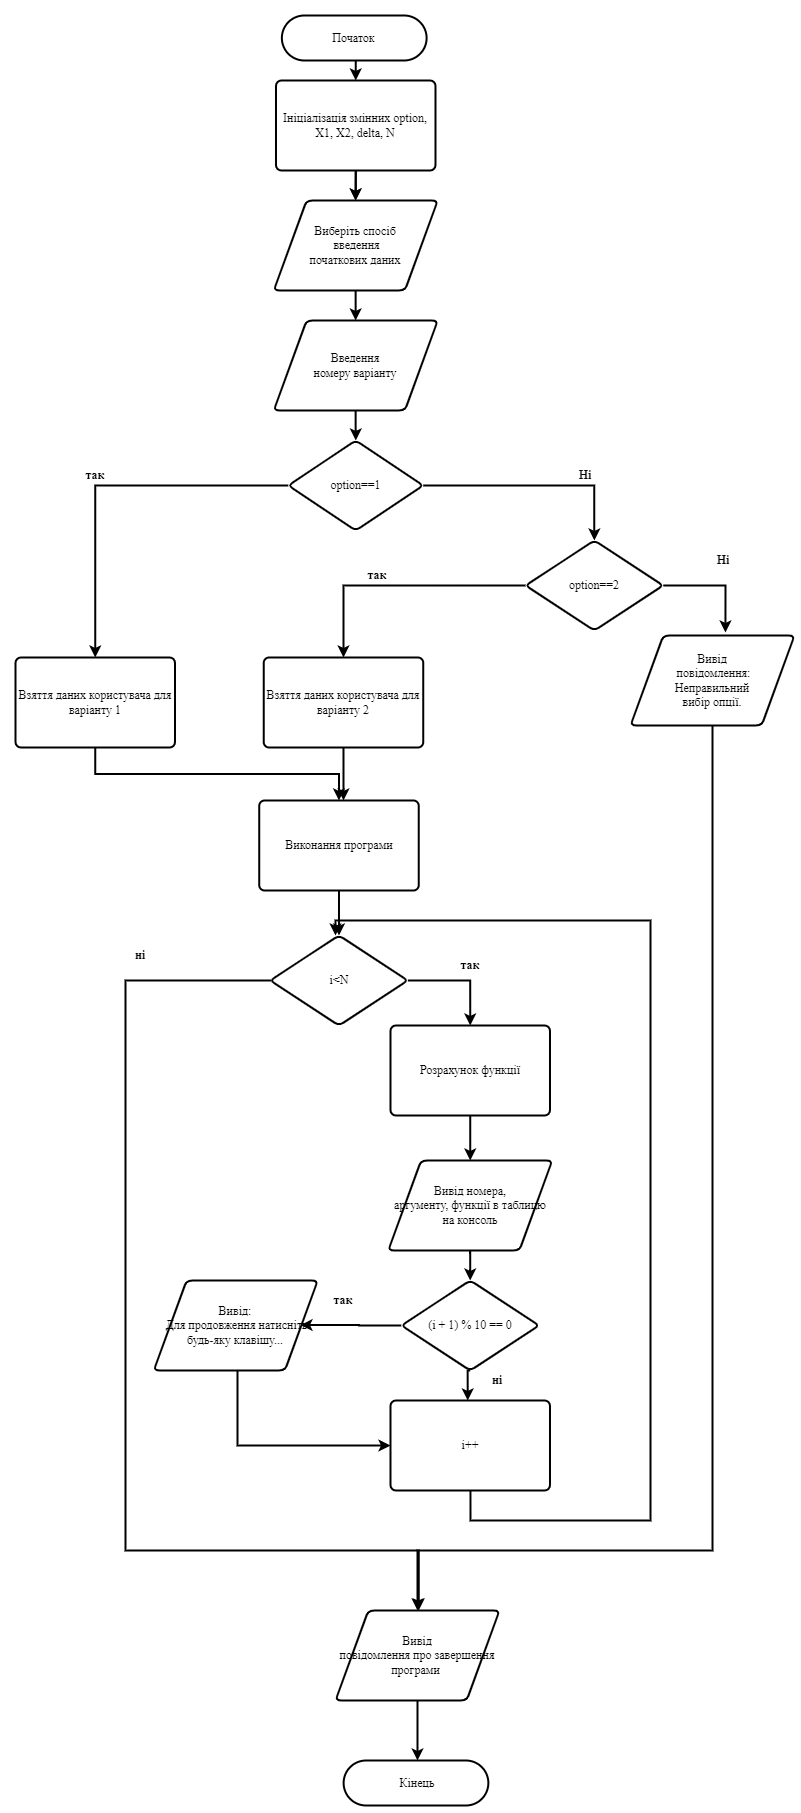 Початок
Ініціалізація змінних option,
X1, X2, delta, N
Виберіть спосіб
введення
початкових даних
Введення
номеру варіанту
option==1
так
Ні
option==2
так
Ні
Взяття даних користувача для
варіанту 1
Взяття даних користувача для
варіанту 2
Вивід
повідомлення:
Неправильний
вибір опції.
Виконання програми
i<N
ні
так
Розрахунок функції
Вивід номера,
аргументу, функції в таблицю
на консоль
(i + 1) % 10 == 0
так
ні
Вивід:
Для продовження натисніть
будь-яку клавішу...
i++
Вивід
повідомлення про завершення
програми
Кінець